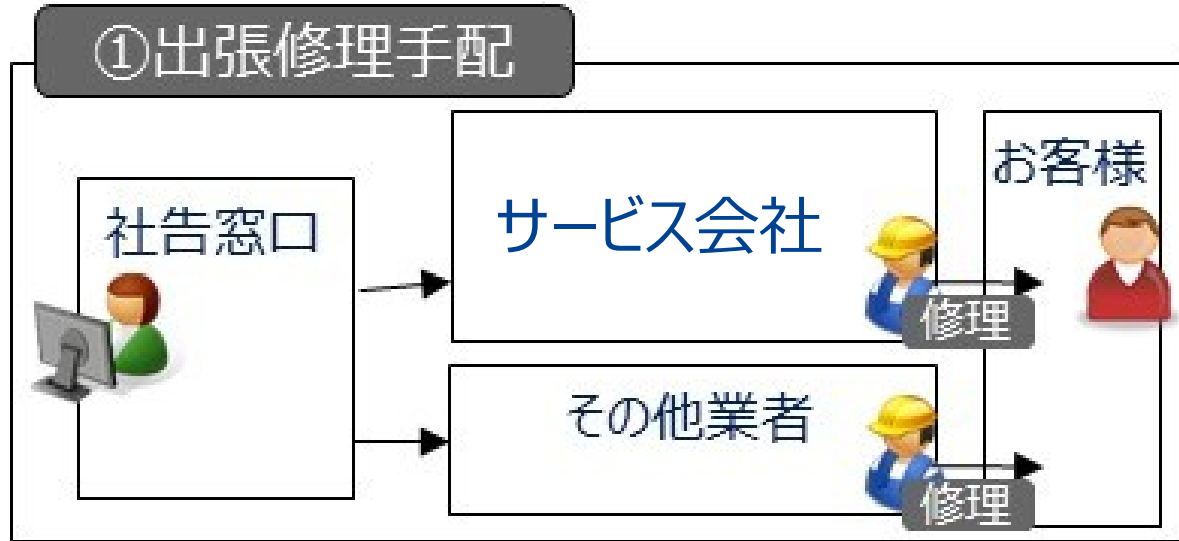 ①出張修理手配
社告窓口
サービス会社
修理
その他業者
修理
お客様